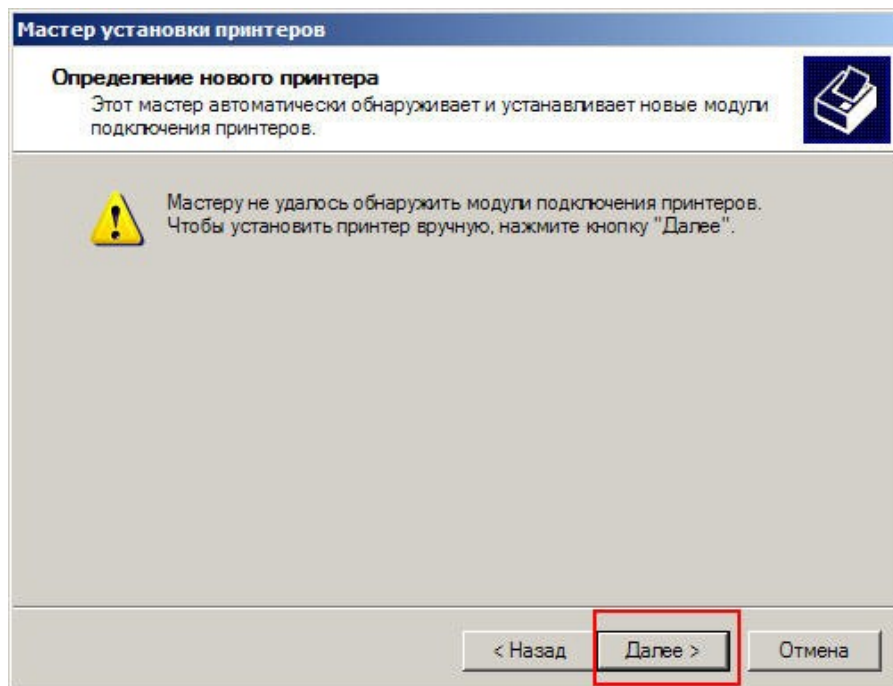 Мастер установки принтеров
Определение нового принтера
Этот мастер автоматически обнаруживает и устанавливает новые модули
подключения принтеров.
Мастеру не удалось обнаружить модули подключения принтеров.
Чтобы установить принтер вручную, нажмите кнопку "Далее".
< Назад
Далее >
Отмена